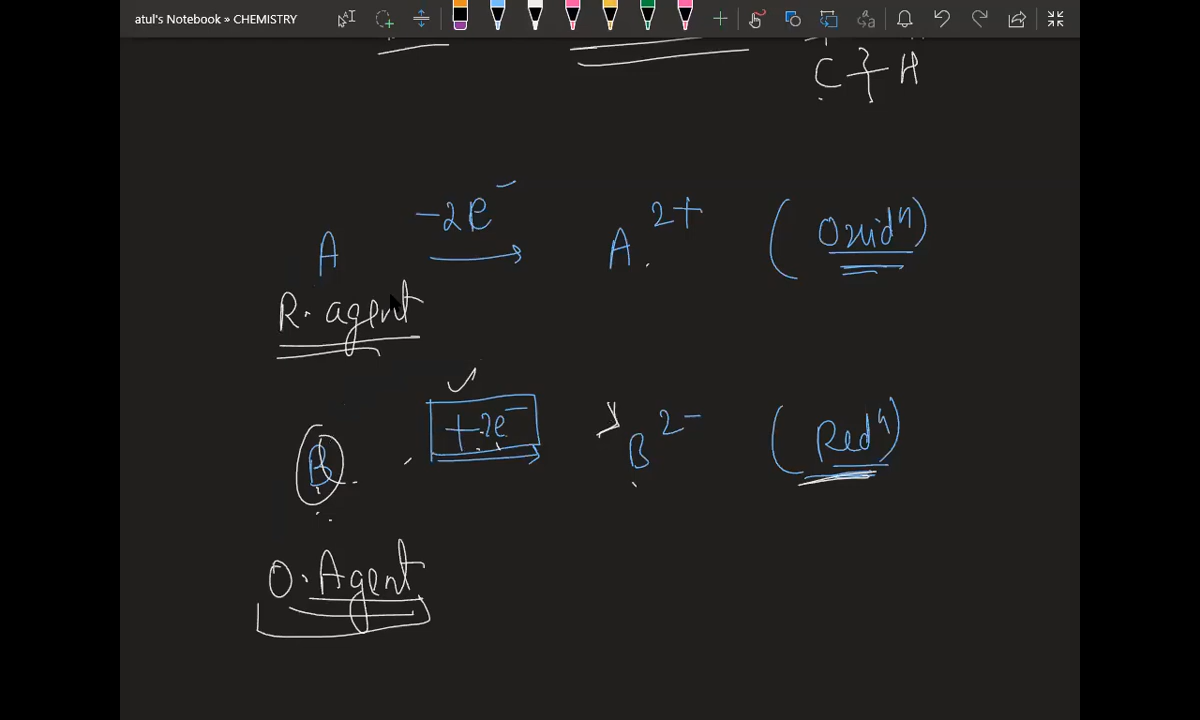 atul's Notebook » CHEMISTRY
C H
A -2e⁻ → A²⁺ (Oxidⁿ)
R. agent
B +2e⁻ → B²⁻ (Redⁿ)
O. Agent